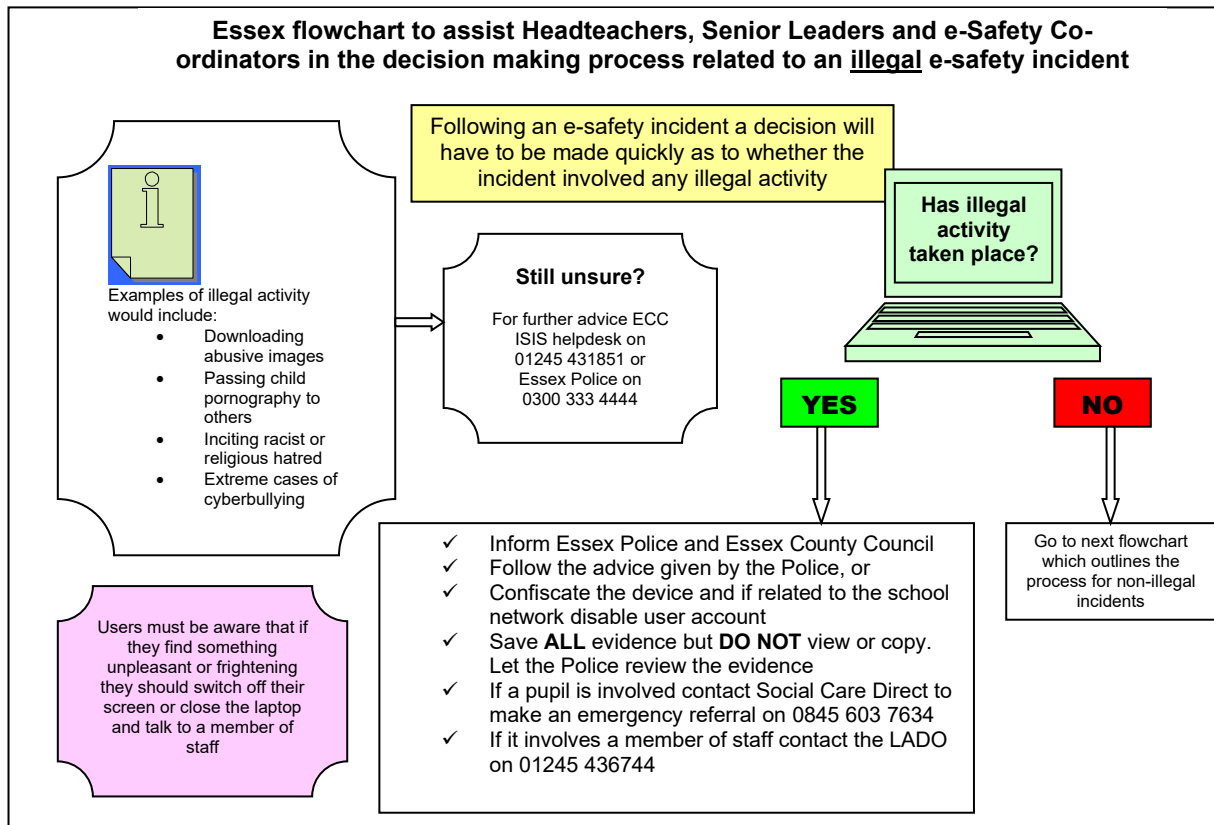 Essex flowchart to assist Headteachers, Senior Leaders and e-Safety Co-
ordinators in the decision making process related to an illegal e-safety incident
Following an e-safety incident a decision will
have to be made quickly as to whether the
incident involved any illegal activity
i
Examples of illegal activity
would include:
• Downloading
abusive images
• Passing child
pornography to
others
• Inciting racist or
religious hatred
• Extreme cases of
cyberbullying
Still unsure?
For further advice ECC
ISIS helpdesk on
01245 431851 or
Essex Police on
0300 333 4444
Has illegal
activity
taken place?
YES
NO
✓ Inform Essex Police and Essex County Council
✓ Follow the advice given by the Police, or
✓ Confiscate the device and if related to the school
network disable user account
✓ Save ALL evidence but DO NOT view or copy.
Let the Police review the evidence
✓ If a pupil is involved contact Social Care Direct to
make an emergency referral on 0845 603 7634
✓ If it involves a member of staff contact the LADO
on 01245 436744
Go to next flowchart
which outlines the
process for non-illegal
incidents
Users must be aware that if
they find something
unpleasant or frightening
they should switch off their
screen or close the laptop
and talk to a member of
staff